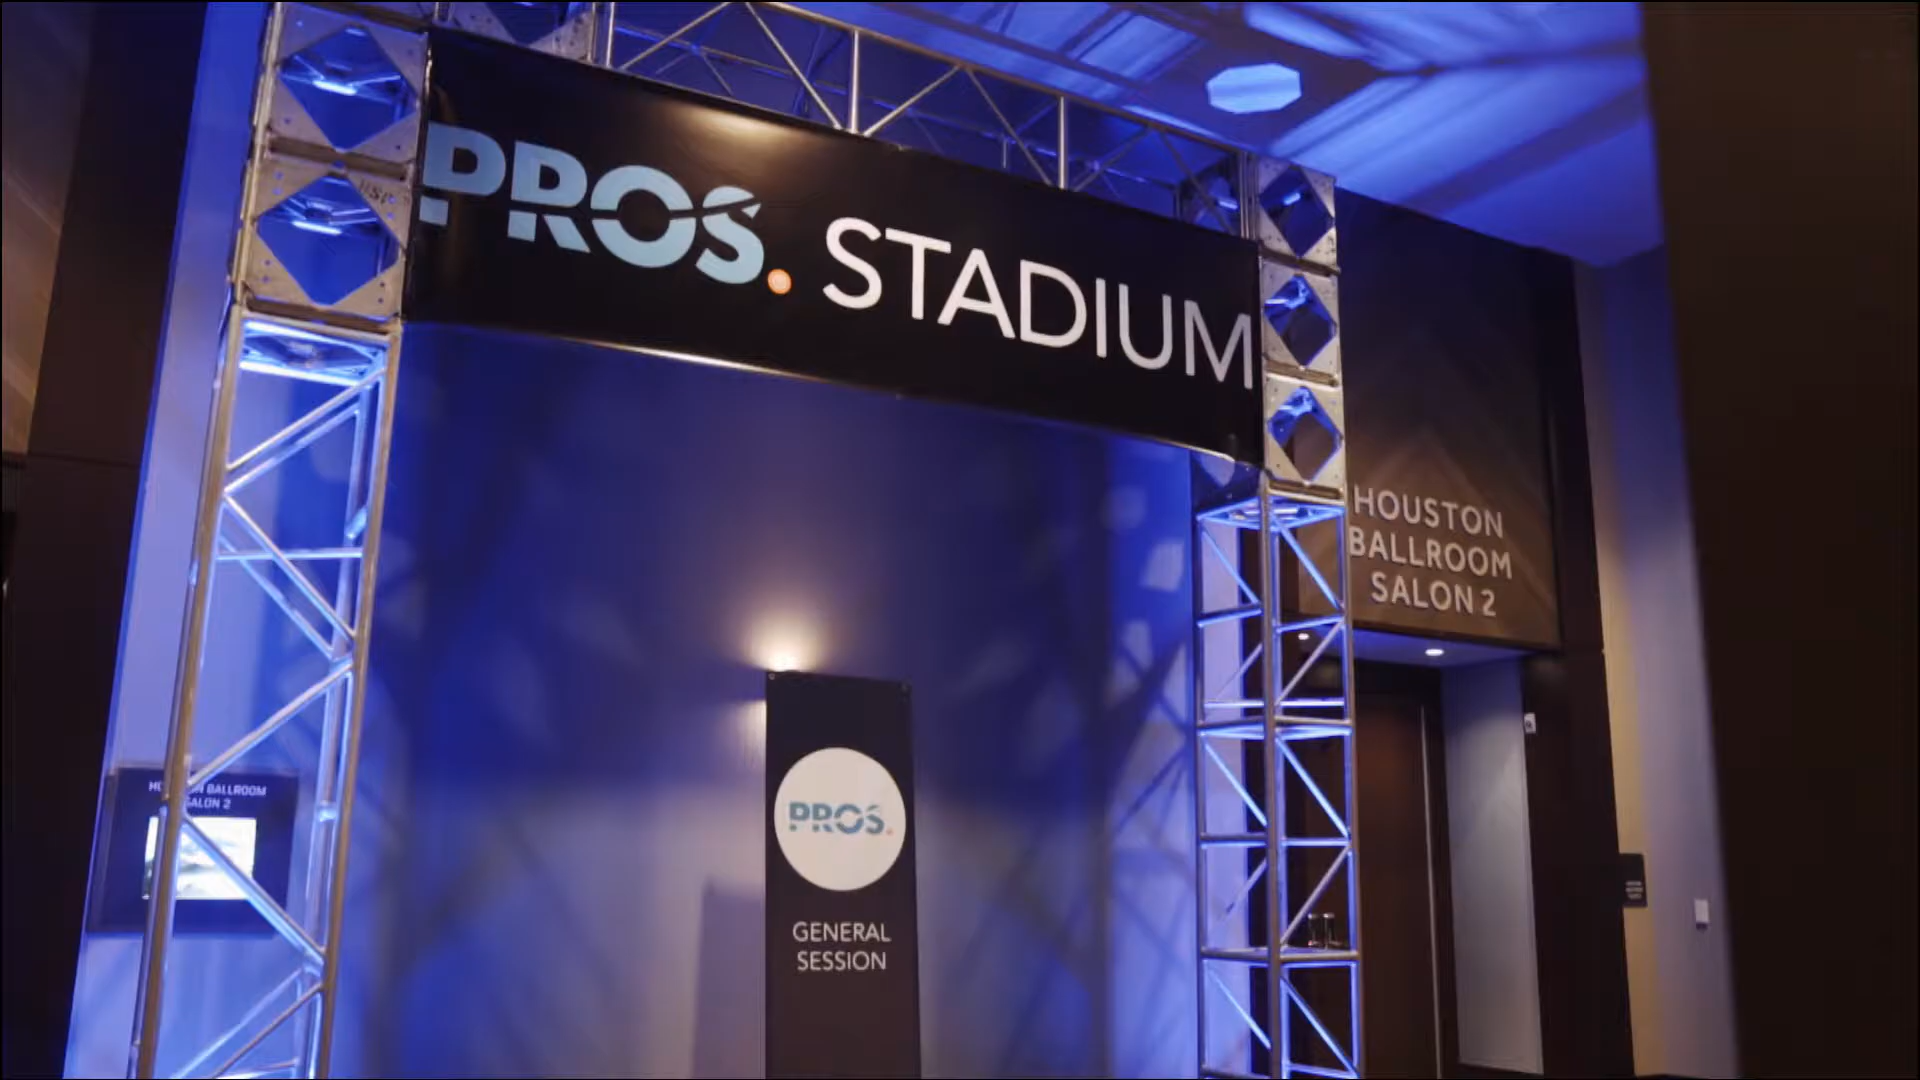 PROS. STADIUM
HOUSTON
BALLROOM
SALON 2
BALLROOM
SALON 2
PROS.
GENERAL
SESSION